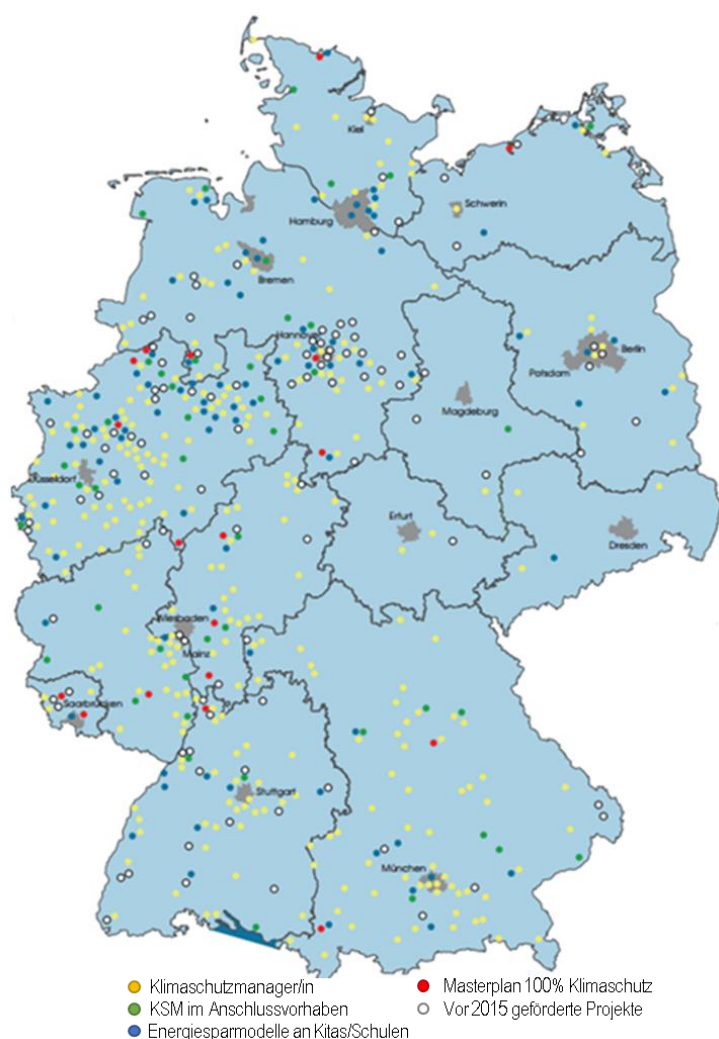 Kiel
Schwerin
Hamburg
Bremen
Hannover
Berlin
Potsdam
Magdeburg
Düsseldorf
Erfurt
Dresden
Wiesbaden
Mainz
Saarbrücken
Stuttgart
München
Klimaschutzmanager/in
KSM im Anschlussvorhaben
Energiesparmodelle an Kitas/Schulen
Masterplan 100% Klimaschutz
Vor 2015 geförderte Projekte